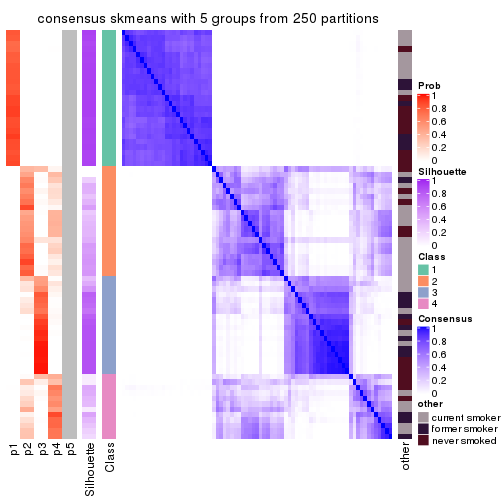 consensus skmeans with 5 groups from 250 partitions
Prob
1
0.8
0.6
0.4
0.2
0
Silhouette
1
0.8
0.6
0.4
0.2
0
Class
1
2
3
4
Consensus
1
0.8
0.6
0.4
0.2
0
other
current smoker
former smoker
never smoked
p1
p2
p3
p4
p5
Silhouette
Class
other